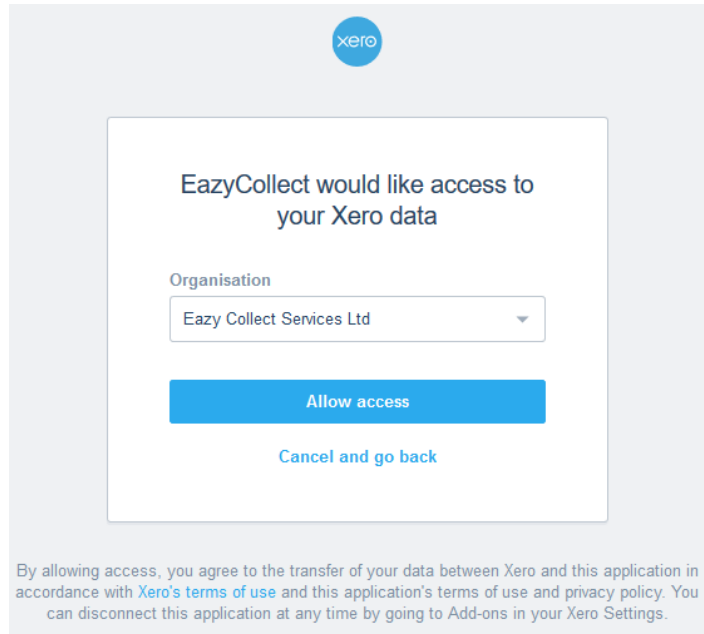 xero
EazyCollect would like access to
your Xero data
Organisation
Eazy Collect Services Ltd
Allow access
Cancel and go back
By allowing access, you agree to the transfer of your data between Xero and this application in
accordance with Xero's terms of use and this application's terms of use and privacy policy. You
can disconnect this application at any time by going to Add-ons in your Xero Settings.